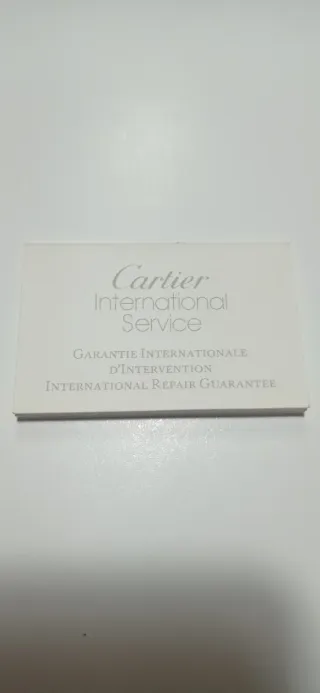 Cartier
International
Service
GARANTIE INTERNATIONALE
D'INTERVENTION
INTERNATIONAL REPAIR GUARANTEE